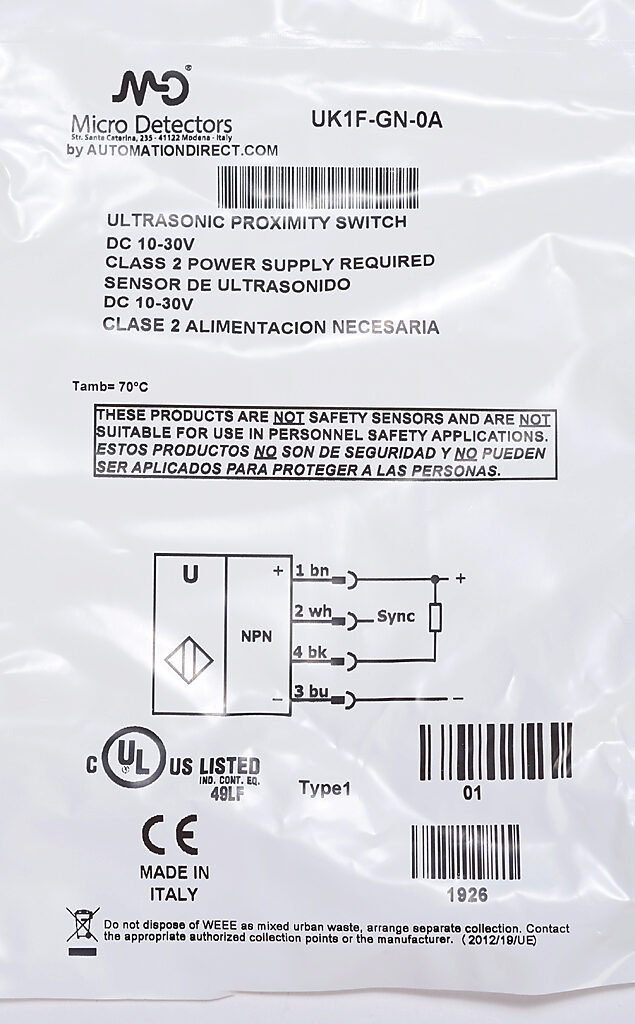 MD®
Micro Detectors
Str. Santa Caterina, 235 - 41122 Modena - Italy
by AUTOMATIONDIRECT.COM
UK1F-GN-0A
ULTRASONIC PROXIMITY SWITCH
DC 10-30V
CLASS 2 POWER SUPPLY REQUIRED
SENSOR DE ULTRASONIDO
DC 10-30V
CLASE 2 ALIMENTACION NECESARIA
Tamb= 70°C
THESE PRODUCTS ARE NOT SAFETY SENSORS AND ARE NOT
SUITABLE FOR USE IN PERSONNEL SAFETY APPLICATIONS.
ESTOS PRODUCTOS NO SON DE SEGURIDAD Y NO PUEDEN
SER APLICADOS PARA PROTEGER A LAS PERSONAS.
U
+ 1 bn +
2 wh Sync
NPN
4 bk
- 3 bu -
C UL US LISTED
IND. CONT. EQ.
49LF
Type1
01
CE
MADE IN
ITALY
1926
Do not dispose of WEEE as mixed urban waste, arrange separate collection. Contact
the appropriate authorized collection points or the manufacturer. (2012/19/UE)